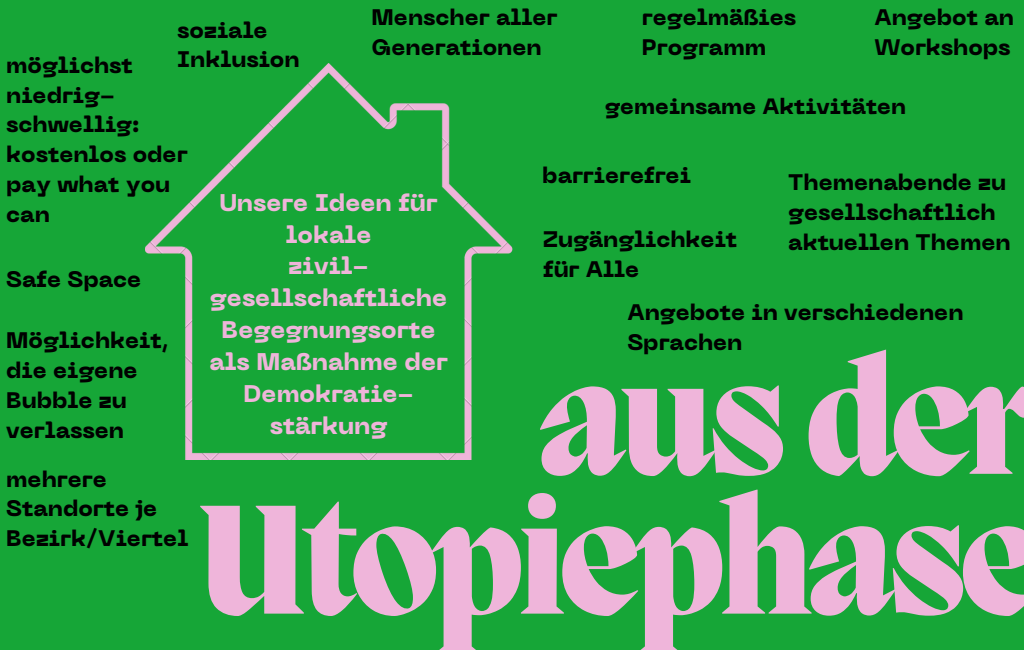 soziale
Inklusion
Menscher aller
Generationen
regelmäßies
Programm
Angebot an
Workshops
möglichst
niedrig-
schwellig:
kostenlos oder
pay what you
can
gemeinsame Aktivitäten
barrierefrei
Themenabende zu
gesellschaftlich
aktuellen Themen
Zugänglichkeit
für Alle
Unsere Ideen für
lokale
zivil-
gesellschaftliche
Begegnungsorte
als Maßnahme der
Demokratie-
stärkung
Safe Space
Angebote in verschiedenen
Sprachen
Möglichkeit,
die eigene
Bubble zu
verlassen
mehrere
Standorte je
Bezirk/Viertel
aus der
Utopiephase